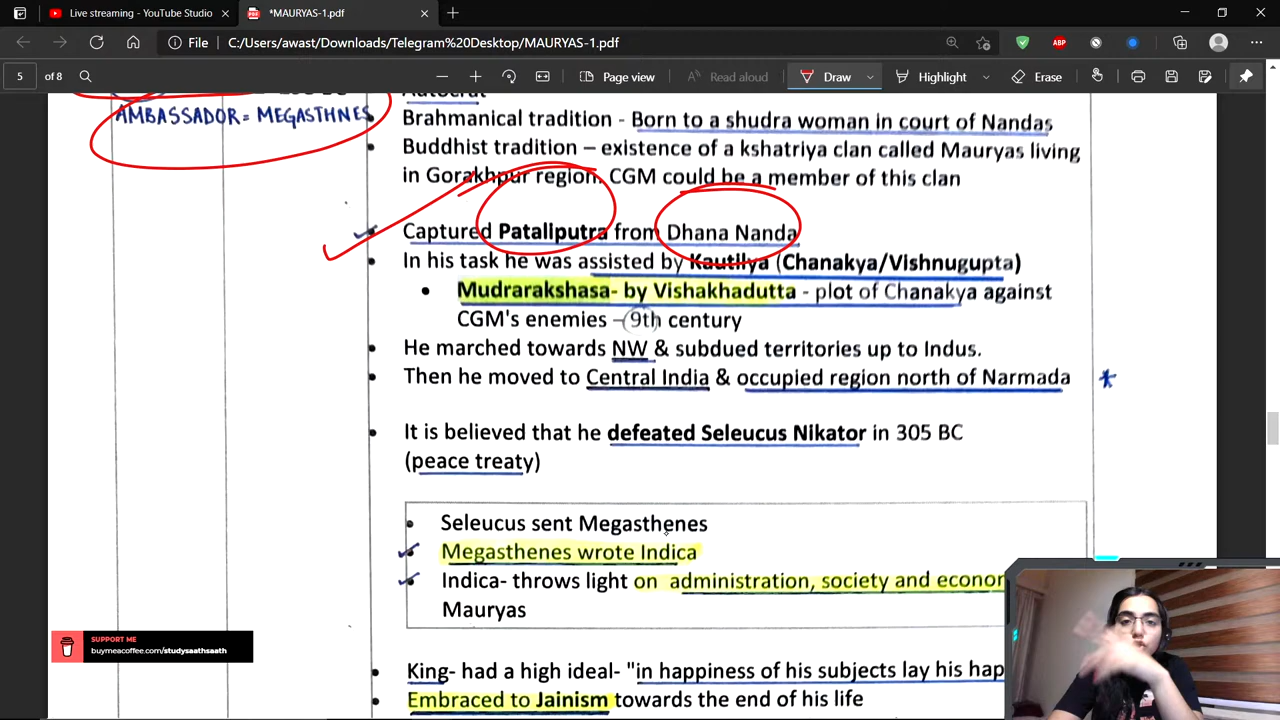 Live streaming - YouTube Studio
*MAURYAS-1.pdf
File
C:/Users/awast/Downloads/Telegram%20Desktop/MAURYAS-1.pdf
ABP
5 of 8
Page view
Read aloud
Draw
Highlight
Erase
AMBASSADOR = MEGASTHNES
Autocrat
Brahmanical tradition - Born to a shudra woman in court of Nandas
Buddhist tradition – existence of a kshatriya clan called Mauryas living
in Gorakhpur region. CGM could be a member of this clan
Captured Pataliputra from Dhana Nanda
In his task he was assisted by Kautilya (Chanakya/Vishnugupta)
Mudrarakshasa- by Vishakhadutta - plot of Chanakya against
CGM's enemies – 9th century
He marched towards NW & subdued territories up to Indus.
Then he moved to Central India & occupied region north of Narmada *
It is believed that he defeated Seleucus Nikator in 305 BC
(peace treaty)
Seleucus sent Megasthenes
Megasthenes wrote Indica
Indica- throws light on administration, society and econor
Mauryas
SUPPORT ME
buymeacoffee.com/studysaathsaath
King- had a high ideal- "in happiness of his subjects lay his hap
Embraced to Jainism towards the end of his life